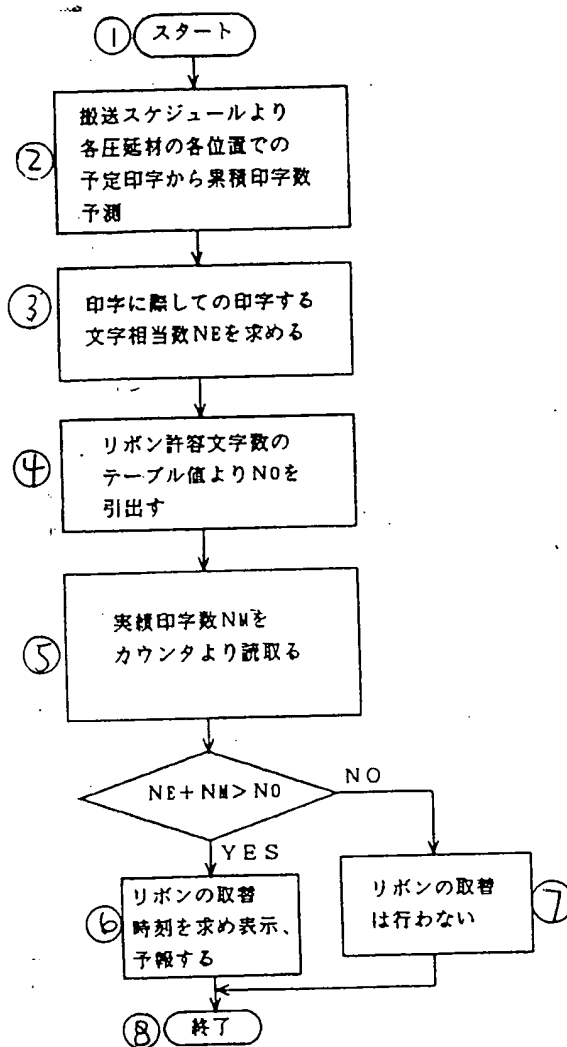 ① スタート
搬送スケジュールより
② 各圧延材の各位置での
予定印字から累積印字数
予測
③ 印字に際しての印字する
文字相当数NEを求める
リボン許容文字数の
④ テーブル値よりN0を
引出す
実績印字数NMを
⑤ カウンタより読取る
NE+NM>N0
NO
YES
リボンの取替
⑥ 時刻を求め表示、
予報する
リボンの取替
は行わない ⑦
⑧ 終了